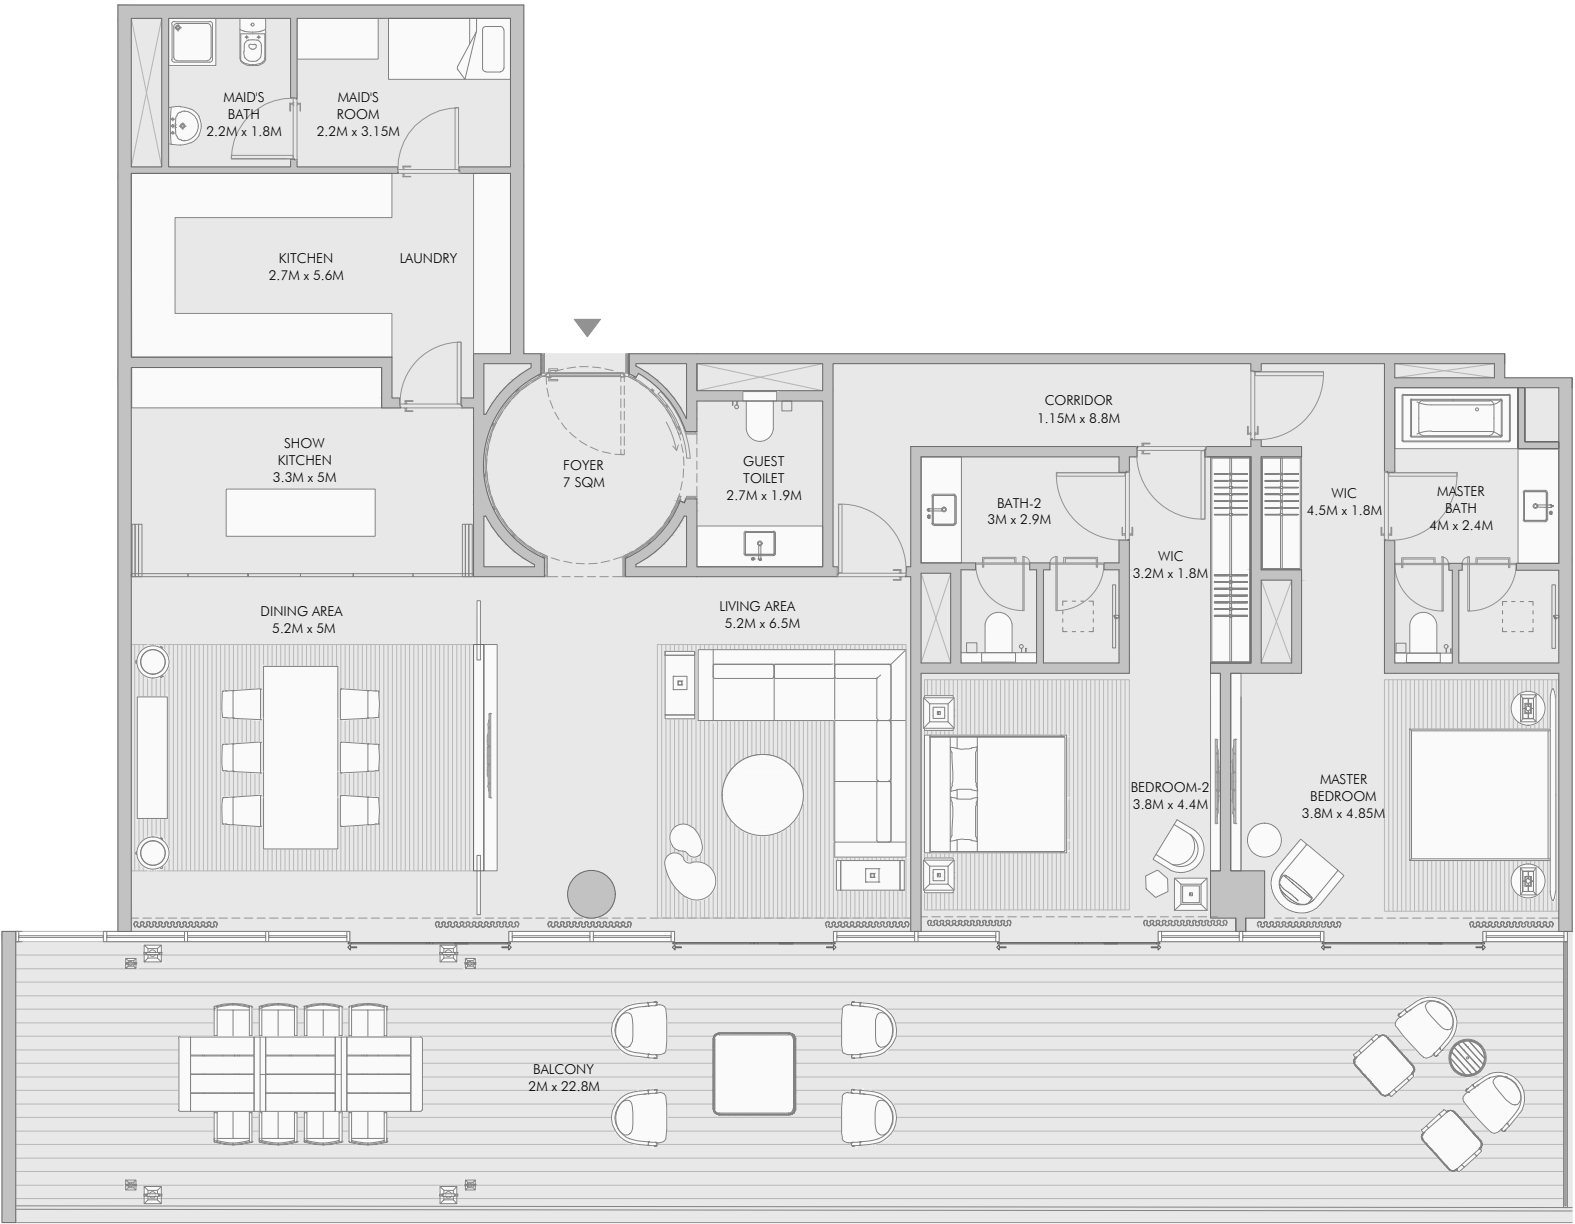 MAID'S
BATH
2.2M x 1.8M
MAID'S
ROOM
2.2M x 3.15M
KITCHEN
2.7M x 5.6M
LAUNDRY
SHOW
KITCHEN
3.3M x 5M
FOYER
7 SQM
GUEST
TOILET
2.7M x 1.9M
CORRIDOR
1.15M x 8.8M
BATH-2
3M x 2.9M
WIC
3.2M x 1.8M
WIC
4.5M x 1.8M
MASTER
BATH
4M x 2.4M
DINING AREA
5.2M x 5M
LIVING AREA
5.2M x 6.5M
BEDROOM-2
3.8M x 4.4M
MASTER
BEDROOM
3.8M x 4.85M
BALCONY
2M x 22.8M